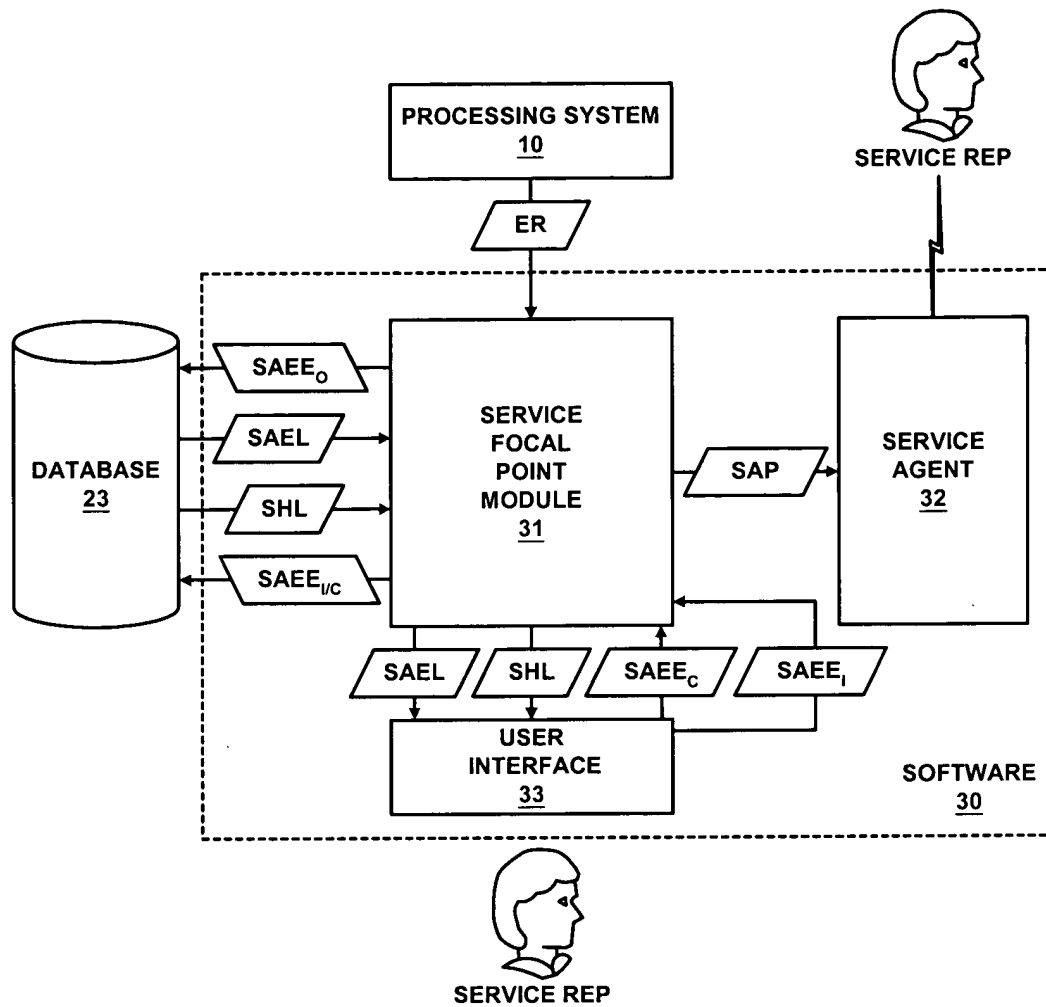 PROCESSING SYSTEM
10
SERVICE REP
ER
SAEE_O
SAEL
SHL
SAEE_I/C
DATABASE
23
SERVICE
FOCAL
POINT
MODULE
31
SAP
SERVICE
AGENT
32
SAEL
SHL
SAEE_C
SAEE_I
USER
INTERFACE
33
SOFTWARE
30
SERVICE REP